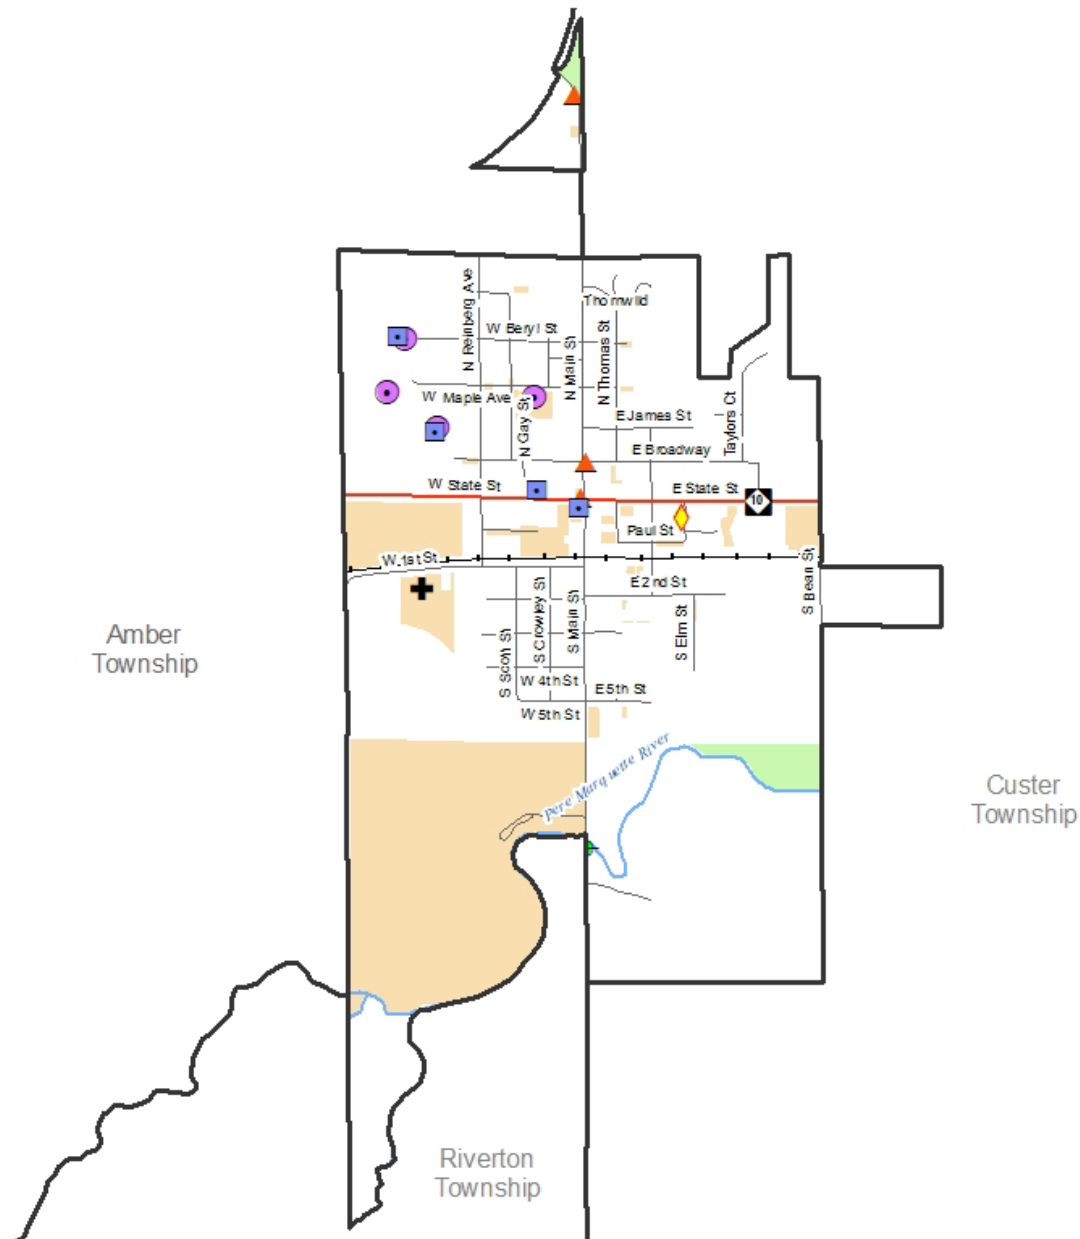 N Reinberg Ave
Thornwild
W Beryl St
N Main St
N Thomas St
W Maple Ave
N Gay St
E James St
Taylors Ct
E Broadway
W State St
E State St
10
Paul St
W 1st St
E 2nd St
S Bean St
S Scott St
S Crowley St
S Main St
S Elm St
Amber
Township
W 4th St
E 5th St
W 5th St
Pere Marquette River
Custer
Township
Riverton
Township